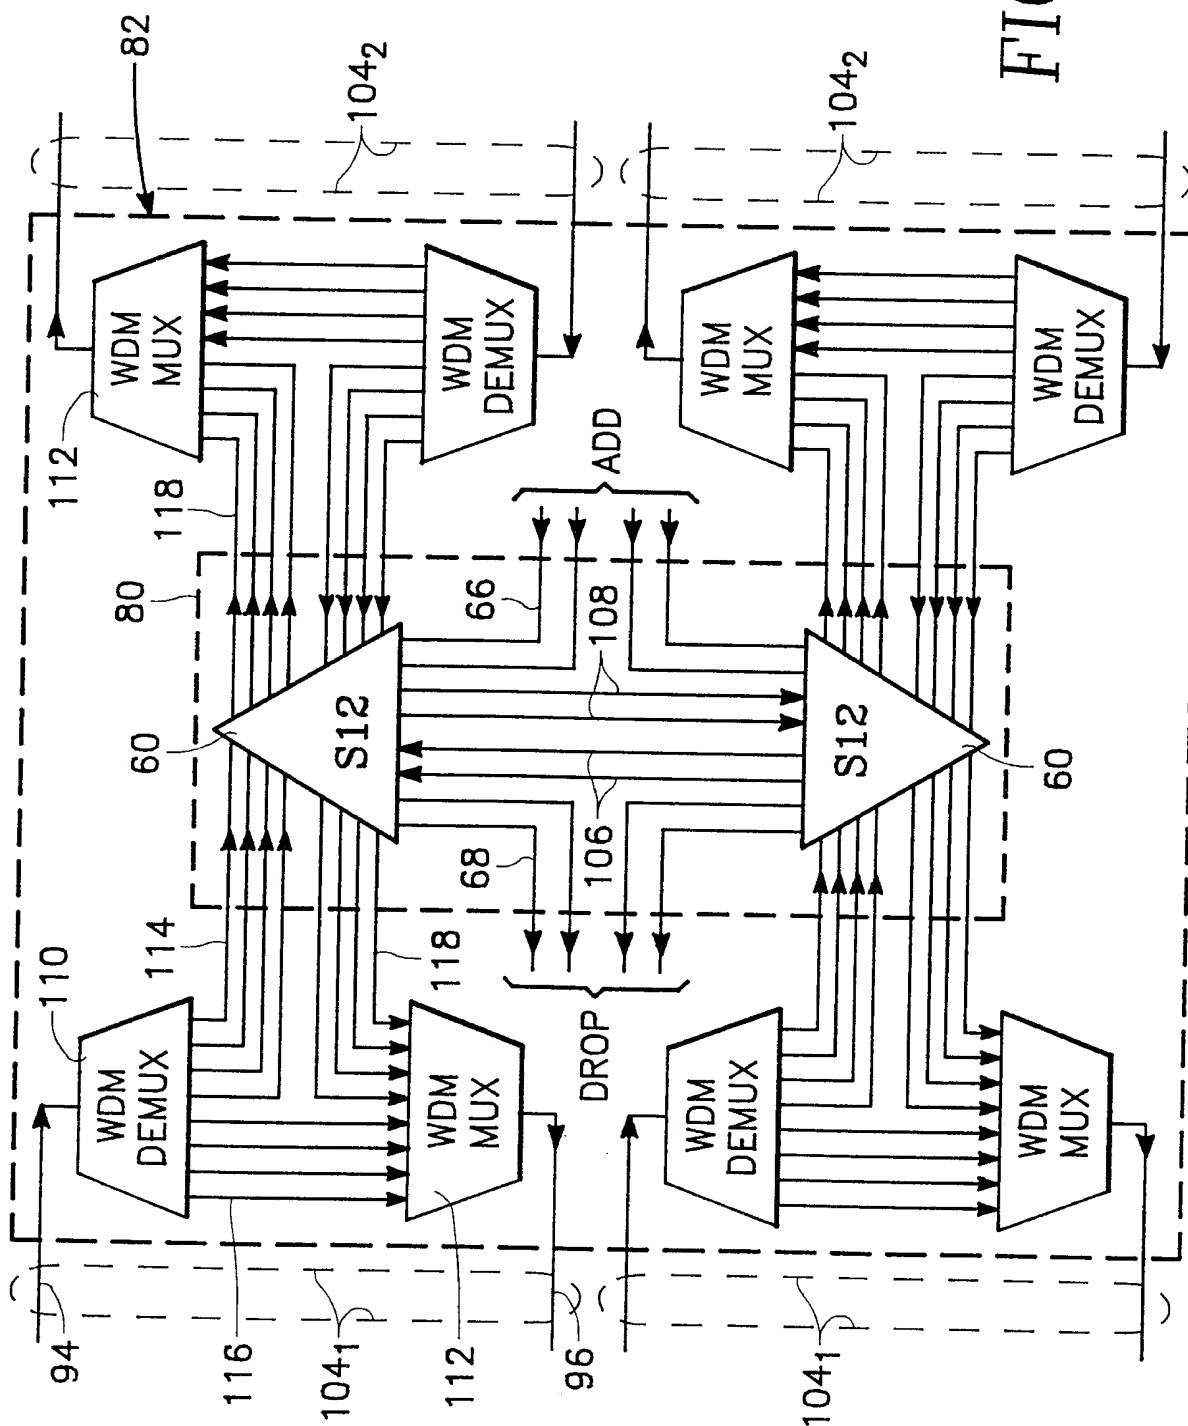 94
110
112
82
WDM
DEMUX
WDM
MUX
114
60
80
118
116
104₁
S12
104₂
WDM
MUX
WDM
DEMUX
112
118
68
66
96
DROP
106
108
ADD
WDM
DEMUX
WDM
MUX
104₁
S12
104₂
WDM
MUX
WDM
DEMUX
60
FIG